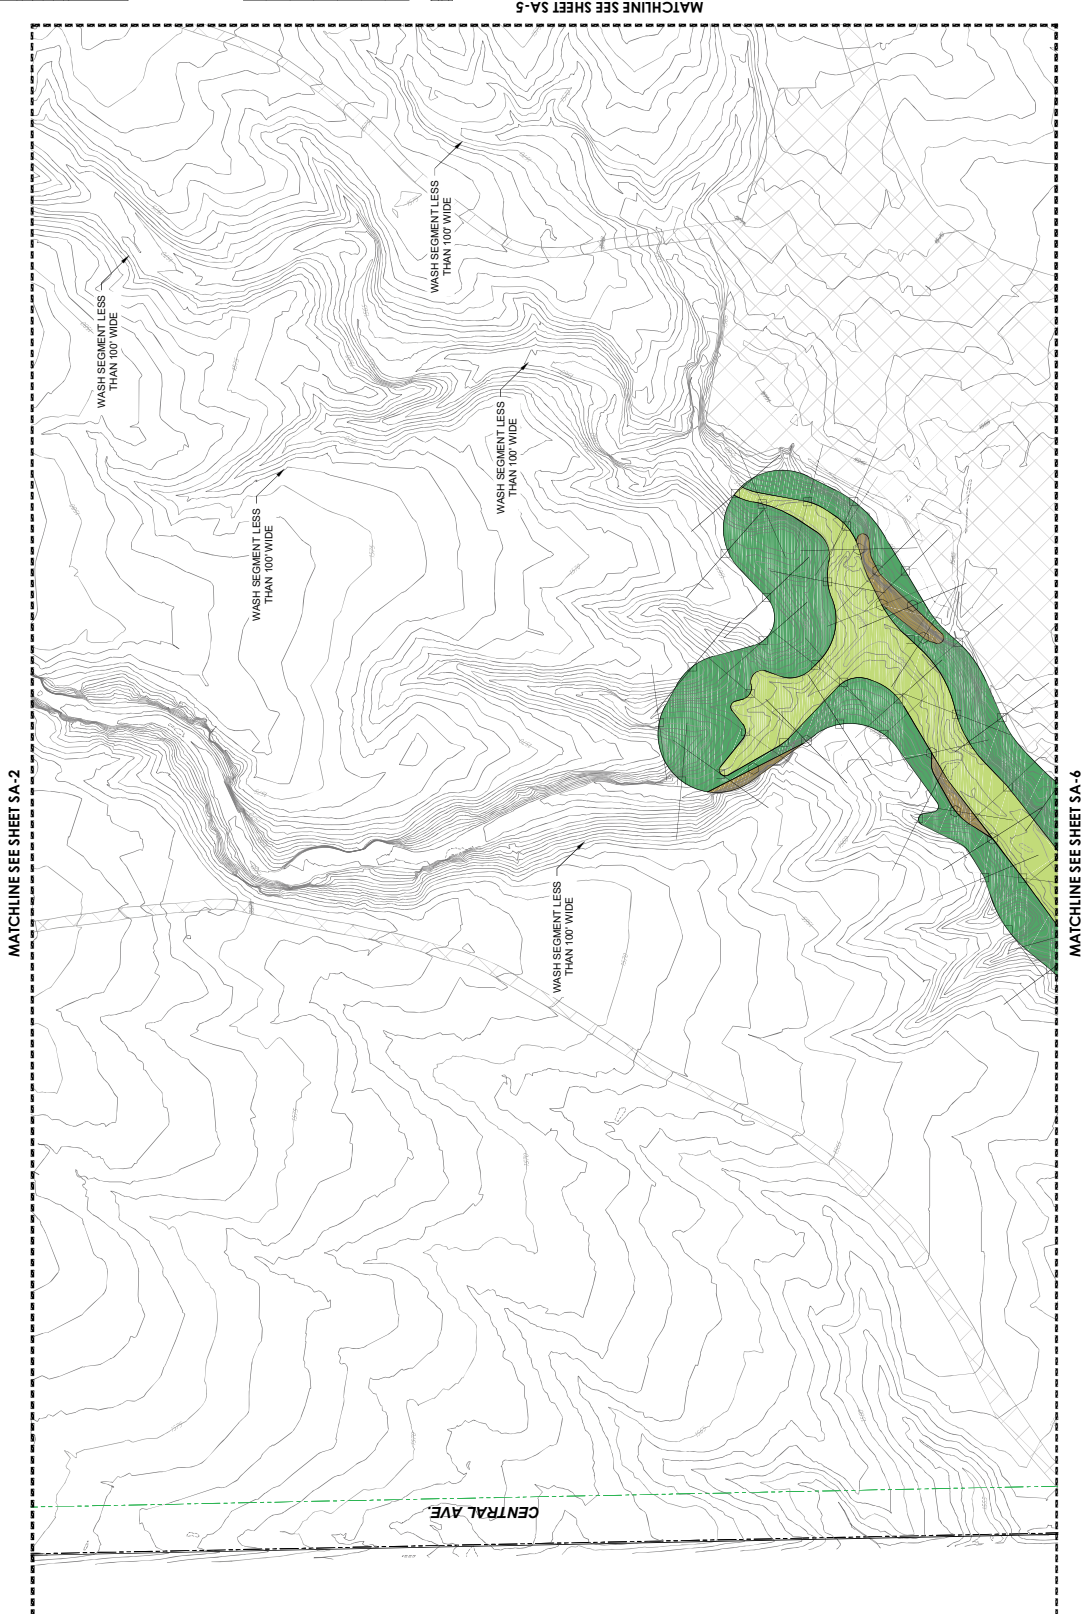 MATCHLINE SEE SHEET SA-5
WASH SEGMENT LESS
THAN 100' WIDE
WASH SEGMENT LESS
THAN 100' WIDE
WASH SEGMENT LESS
THAN 100' WIDE
WASH SEGMENT LESS
THAN 100' WIDE
MATCHLINE SEE SHEET SA-2
MATCHLINE SEE SHEET SA-6
WASH SEGMENT LESS
THAN 100' WIDE
CENTRAL AVE.